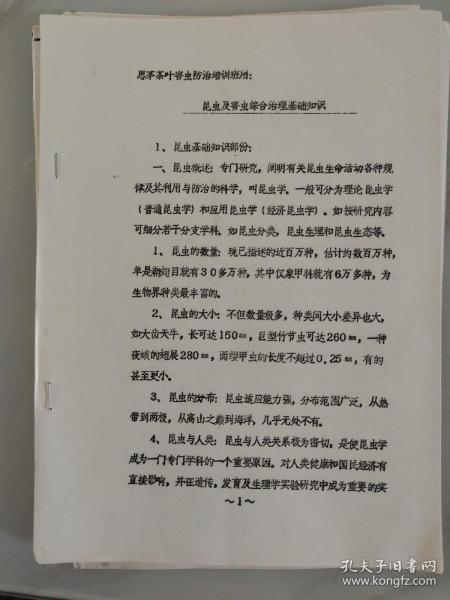 思茅茶叶害虫防治培训班用：
昆虫及害虫综合治理基础知识
1、昆虫基础知识部份：
一、昆虫概述：专门研究，阐明有关昆虫生命活动各种规
律及其利用与防治的科学，叫昆虫学。一般可分为理论昆虫学
（普通昆虫学）和应用昆虫学（经济昆虫学）。如按研究内容
可细分若干分支学科。如昆虫分类，昆虫生理和昆虫生态等。
1、昆虫的数量：现已描述的近百万种，估计约数百万种，
单是鞘翅目就有30多万种，其中仅象甲科就有6万多种，为
生物界种类最丰富的。
2、昆虫的大小：不但数量极多，种类间大小差异也大，
如大齿天牛，长可达150㎜，巨型竹节虫可达260㎜，一种
夜蛾的翅展280㎜，而缨甲虫的长度不超过0.25㎜，有的
甚至更小。
3、昆虫的分布：昆虫适应能力强，分布范围广泛，从热
带到两极，从高山之巅到海洋，几乎无处不有。
4、昆虫与人类：昆虫与人类关系极为密切，是使昆虫学
成为一门专门学科的一个重要原因。对人类健康和国民经济有
直接影响，并在遗传，发育及生理学实验研究中成为重要的实
～1～
孔夫子旧书网
www.kongfz.com